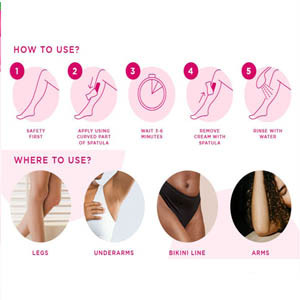 HOW TO USE?
1 2 3 4 5
SAFETY
FIRST
APPLY USING
CURVED PART
OF SPATULA
WAIT 3-6
MINUTES
REMOVE
CREAM WITH
SPATULA
RINSE WITH
WATER
WHERE TO USE?
LEGS UNDERARMS BIKINI LINE ARMS